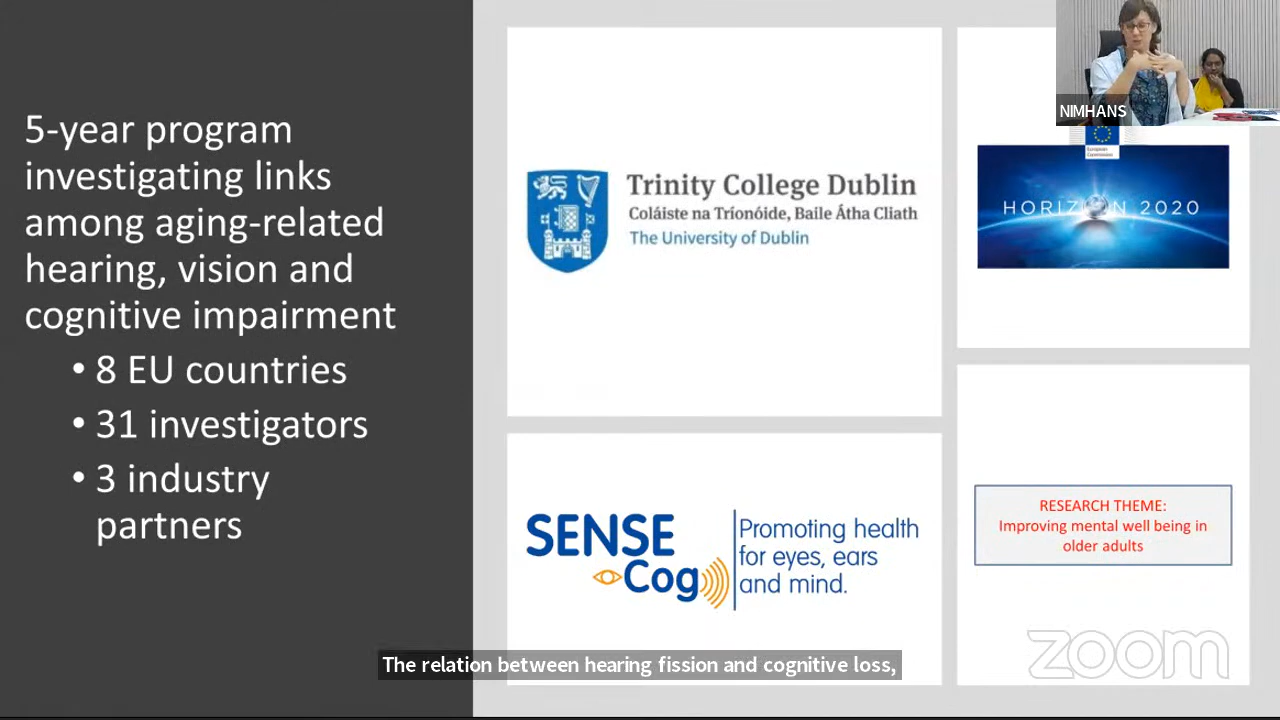 5-year program
investigating links
among aging-related
hearing, vision and
cognitive impairment
• 8 EU countries
• 31 investigators
• 3 industry
partners
Trinity College Dublin
Coláiste na Tríonóide, Baile Átha Cliath
The University of Dublin
NIMHANS
European
Commission
HORIZON 2020
SENSE
Cog
Promoting health
for eyes, ears
and mind.
RESEARCH THEME:
Improving mental well being in
older adults
zoom
The relation between hearing fission and cognitive loss,